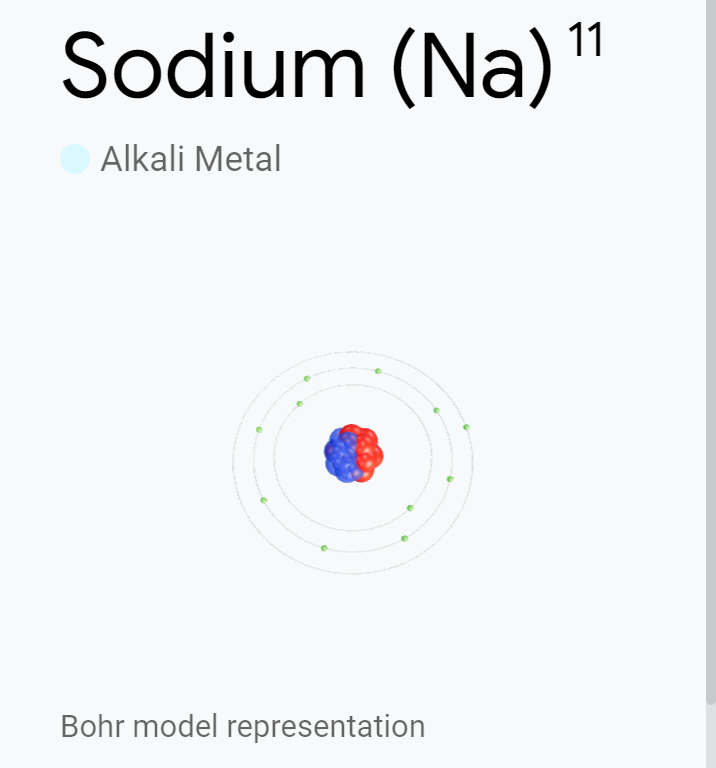 Sodium (Na) 11
Alkali Metal
Bohr model representation